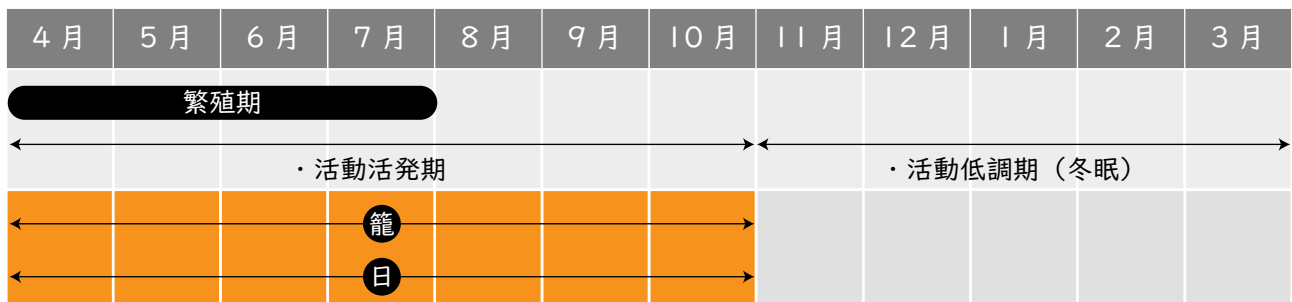 4月 5月 6月 7月 8月 9月 10月 11月 12月 1月 2月 3月
繁殖期
・活動活発期 ・活動低調期（冬眠）
籠
日